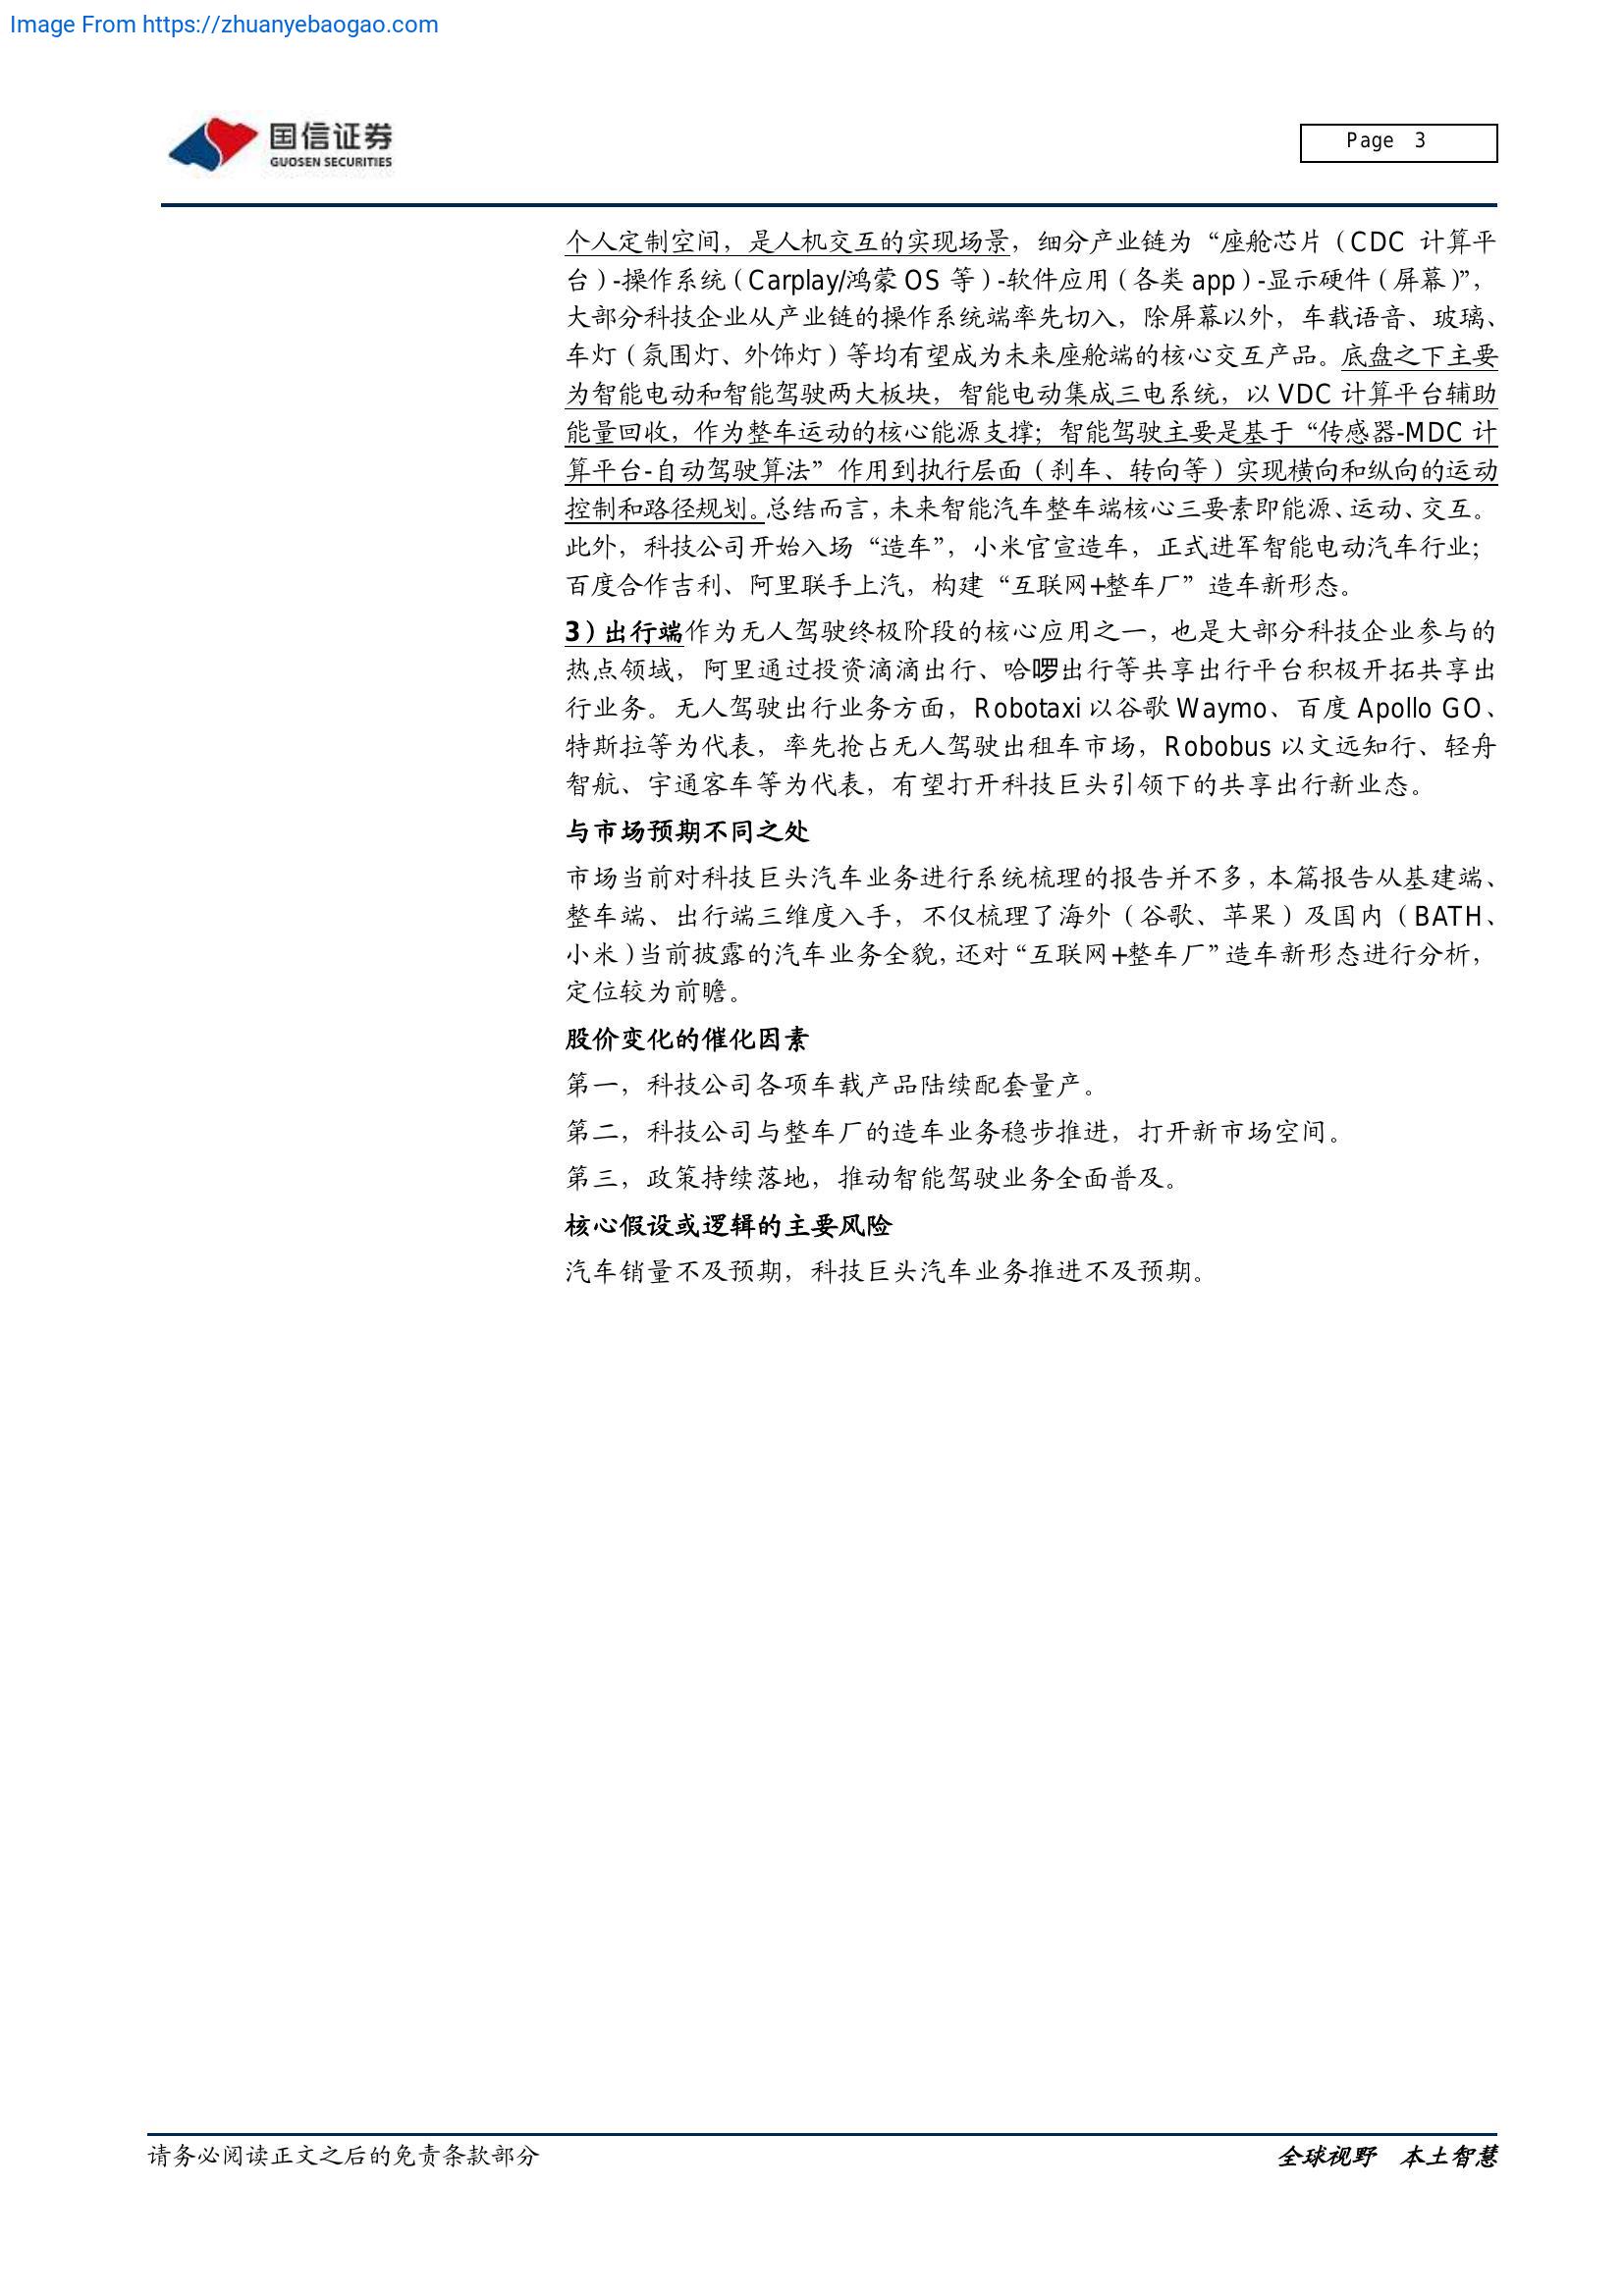 Image From https://zhuanyebaogao.com
国信证券
GUOSEN SECURITIES
Page 3
个人定制空间，是人机交互的实现场景，细分产业链为“座舱芯片（CDC 计算平
台）-操作系统（Carplay/鸿蒙 OS 等）-软件应用（各类 app）-显示硬件（屏幕）”，
大部分科技企业从产业链的操作系统端率先切入，除屏幕以外，车载语音、玻璃、
车灯（氛围灯、外饰灯）等均有望成为未来座舱端的核心交互产品。底盘之下主要
为智能电动和智能驾驶两大板块，智能电动集成三电系统，以 VDC 计算平台辅助
能量回收，作为整车运动的核心能源支撑；智能驾驶主要是基于“传感器-MDC 计
算平台-自动驾驶算法”作用到执行层面（刹车、转向等）实现横向和纵向的运动
控制和路径规划。总结而言，未来智能汽车整车端核心三要素即能源、运动、交互。
此外，科技公司开始入场“造车”，小米官宣造车，正式进军智能电动汽车行业；
百度合作吉利、阿里联手上汽，构建“互联网+整车厂”造车新形态。
3）出行端作为无人驾驶终极阶段的核心应用之一，也是大部分科技企业参与的
热点领域，阿里通过投资滴滴出行、哈啰出行等共享出行平台积极开拓共享出
行业务。无人驾驶出行业务方面，Robotaxi 以谷歌 Waymo、百度 Apollo GO、
特斯拉等为代表，率先抢占无人驾驶出租车市场，Robobus 以文远知行、轻舟
智航、宇通客车等为代表，有望打开科技巨头引领下的共享出行新业态。
与市场预期不同之处
市场当前对科技巨头汽车业务进行系统梳理的报告并不多，本篇报告从基建端、
整车端、出行端三维度入手，不仅梳理了海外（谷歌、苹果）及国内（BATH、
小米）当前披露的汽车业务全貌，还对“互联网+整车厂”造车新形态进行分析，
定位较为前瞻。
股价变化的催化因素
第一，科技公司各项车载产品陆续配套量产。
第二，科技公司与整车厂的造车业务稳步推进，打开新市场空间。
第三，政策持续落地，推动智能驾驶业务全面普及。
核心假设或逻辑的主要风险
汽车销量不及预期，科技巨头汽车业务推进不及预期。
请务必阅读正文之后的免责条款部分
全球视野 本土智慧